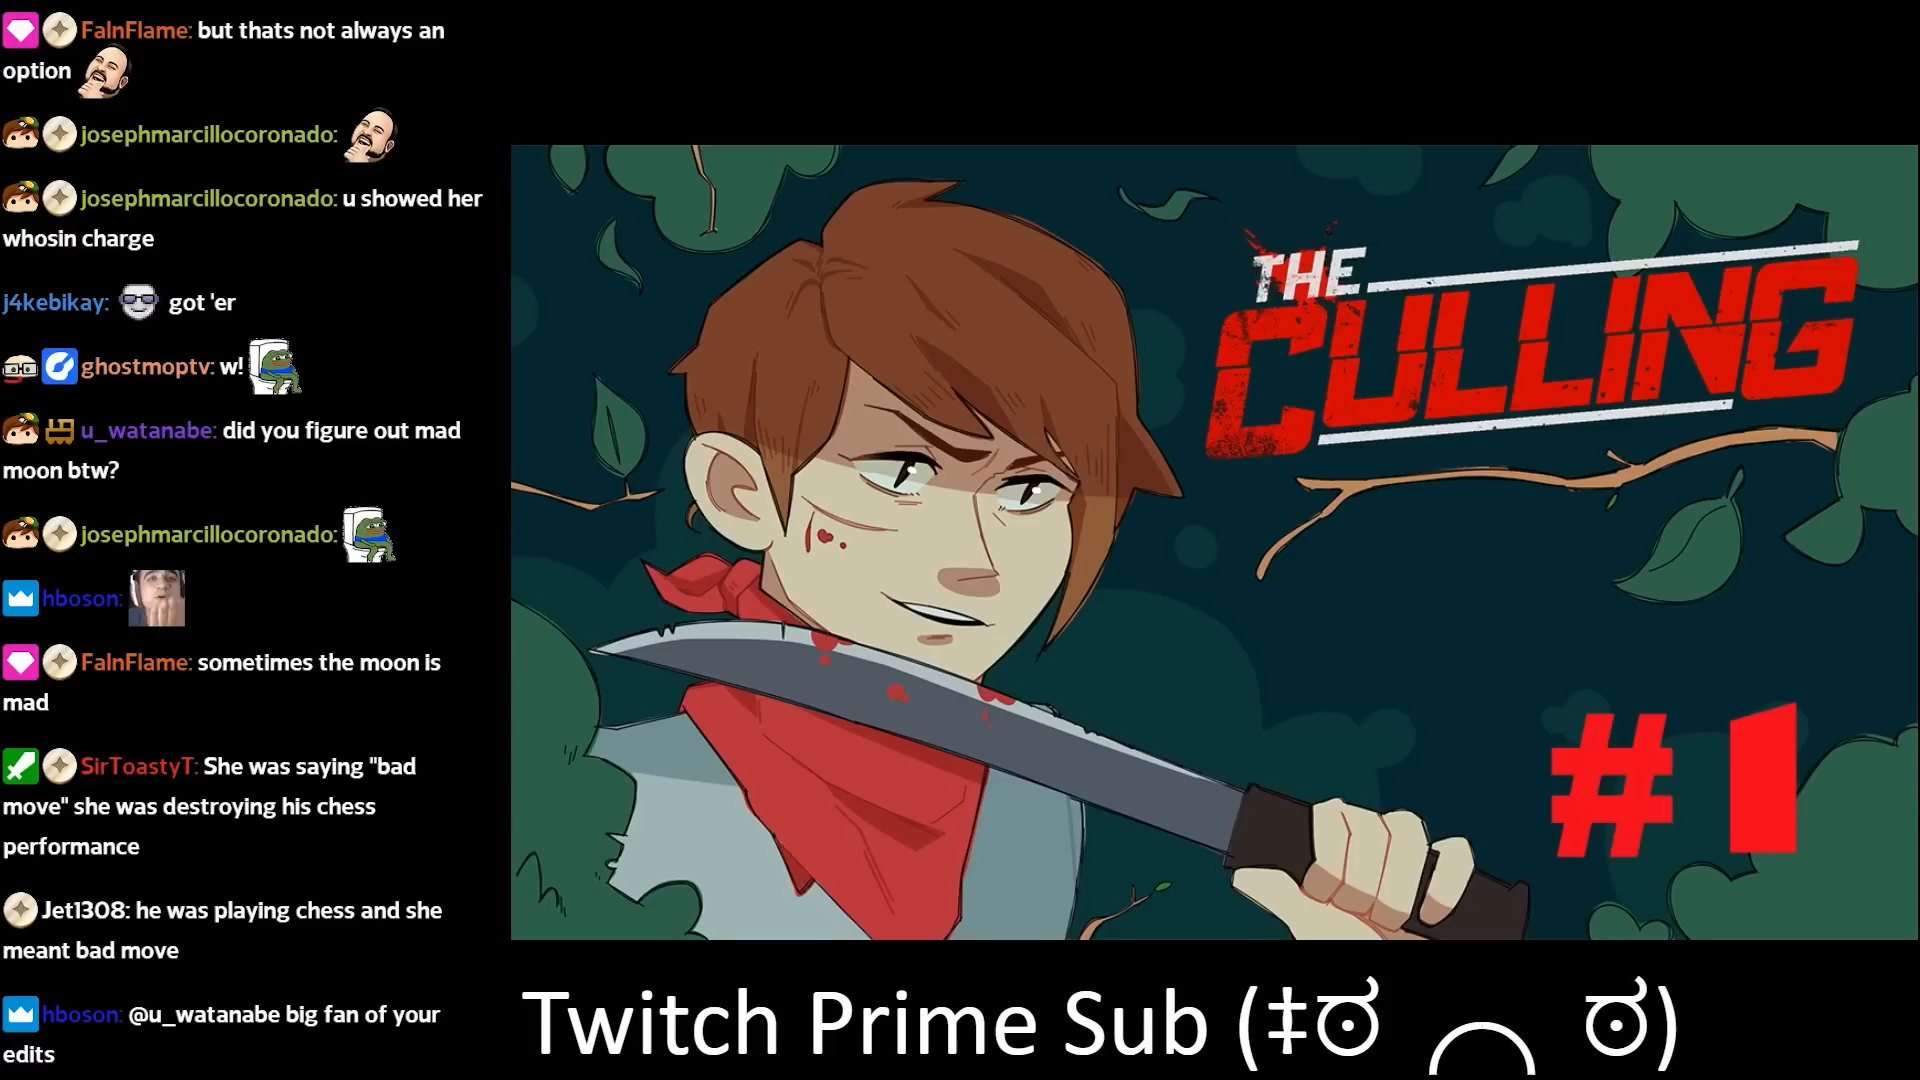 FaInFlame: but thats not always an
option
josephmarcillocoronado:
josephmarcillocoronado: u showed her
whosin charge
j4kebikay: got 'er
ghostmoptv: w!
u_watanabe: did you figure out mad
moon btw?
josephmarcillocoronado:
hboson:
FaInFlame: sometimes the moon is
mad
SirToastyT: She was saying "bad
move" she was destroying his chess
performance
Jet1308: he was playing chess and she
meant bad move
hboson: @u_watanabe big fan of your
edits
THE
CULLING
#1
Twitch Prime Sub (‡ಠ ︵ ಠ)